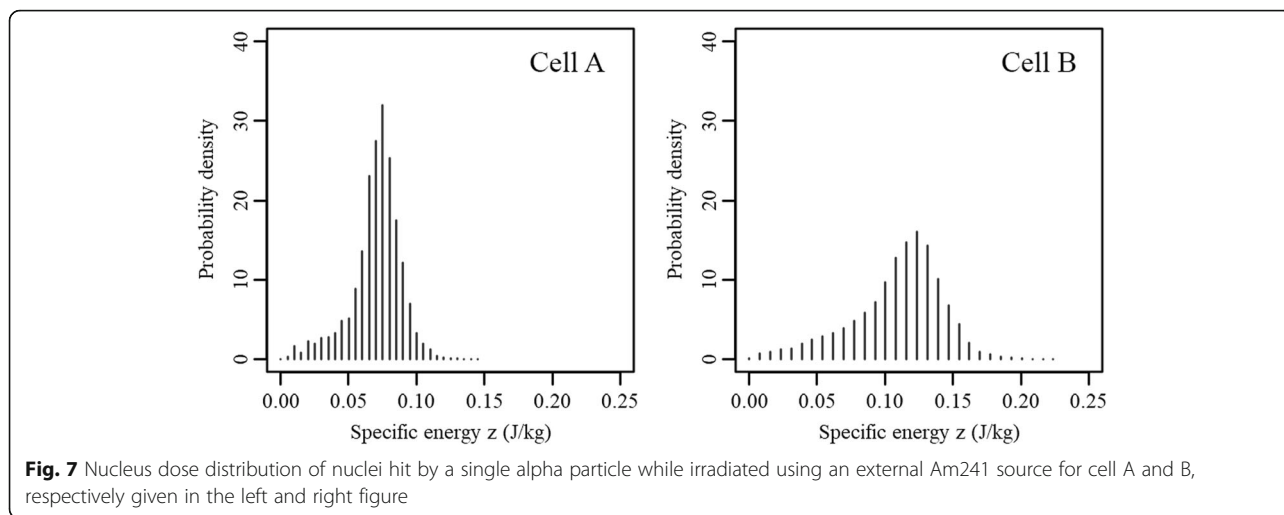 Cell A
Probability density
40
30
20
10
0
0.00 0.05 0.10 0.15 0.20 0.25
Specific energy z (J/kg)
Cell B
Probability density
40
30
20
10
0
0.00 0.05 0.10 0.15 0.20 0.25
Specific energy z (J/kg)
Fig. 7 Nucleus dose distribution of nuclei hit by a single alpha particle while irradiated using an external Am241 source for cell A and B,
respectively given in the left and right figure